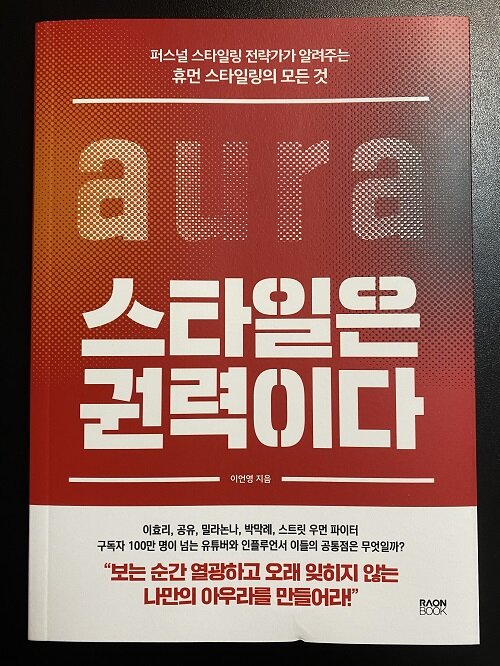 퍼스널 스타일링 전략가가 알려주는
휴먼 스타일링의 모든 것
aura
스타일은
권력이다
이언영 지음
이효리, 공유, 밀라논나, 박막례, 스트릿 우먼 파이터
구독자 100만 명이 넘는 유튜버와 인플루언서 이들의 공통점은 무엇일까?
“보는 순간 열광하고 오래 잊히지 않는
나만의 아우라를 만들어라!”
RAON
BOOK